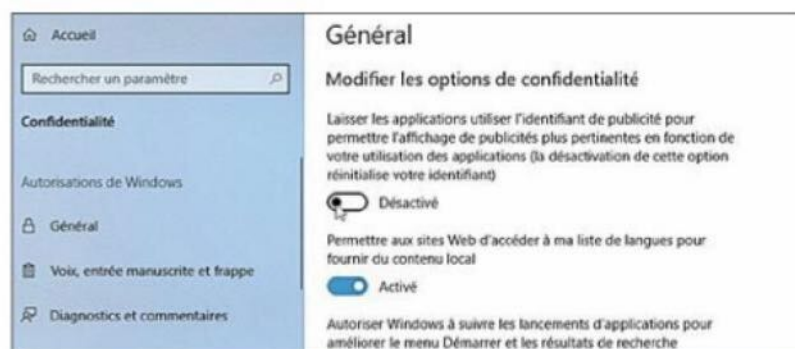 Accueil
Rechercher un paramètre
Confidentialité
Autorisations de Windows
Général
Voix, entrée manuscrite et frappe
Diagnostics et commentaires
Général
Modifier les options de confidentialité
Laisser les applications utiliser l'identifiant de publicité pour
permettre l'affichage de publicités plus pertinentes en fonction de
votre utilisation des applications (la désactivation de cette option
réinitialise votre identifiant)
Désactivé
Permettre aux sites Web d'accéder à ma liste de langues pour
fournir du contenu local
Activé
Autoriser Windows à suivre les lancements d'applications pour
améliorer le menu Démarrer et les résultats de recherche